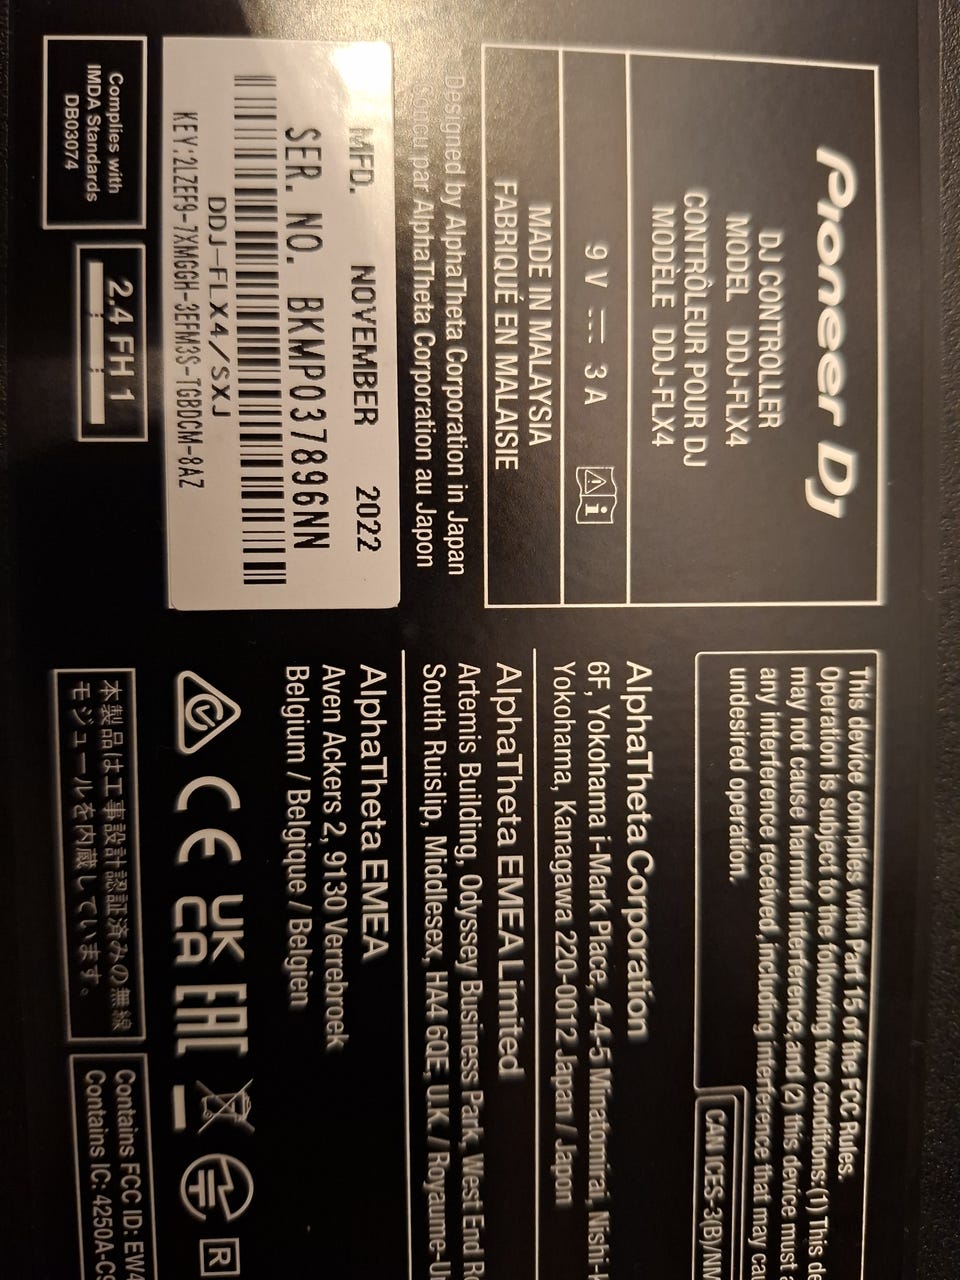 Pioneer Dj
DJ CONTROLLER
MODEL DDJ-FLX4
CONTRÔLEUR POUR DJ
MODÈLE DDJ-FLX4
9 V ⎓ 3 A
MADE IN MALAYSIA
FABRIQUÉ EN MALAISIE
Designed by AlphaTheta Corporation in Japan
Conçu par AlphaTheta Corporation au Japon
MFD. NOVEMBER 2022
SER. NO. BKMP037896NN
DDJ-FLX4/SXJ
KEY:2LZEF9-7XMGGH-3EFM3S-TGBDCM-8AZ
Complies with
IMDA Standards
DB03074
2.4 FH 1
This device complies with Part 15 of the FCC Rules.
Operation is subject to the following two conditions: (1) This
may not cause harmful interference, and (2) this device must
any interference received, including interference that may
undesired operation.
CAN ICES-3(B)/
AlphaTheta Corporation
6F, Yokohama i-Mark Place, 4-4-5 Minatomirai, Nishi-
Yokohama, Kanagawa 220-0012 Japan / Japon
AlphaTheta EMEA Limited
Artemis Building, Odyssey Business Park, West End
South Ruislip, Middlesex, HA4 6QE, U.K / Royaume-
AlphaTheta EMEA
Aven Ackers 2, 9130 Verrebroek
Belgium / Belgique / Belgien
CE UK CA EAC R
本製品は工事設計認証済みの無線
モジュールを内蔵しています。
Contains FCC ID: EW4
Contains IC: 4250A-